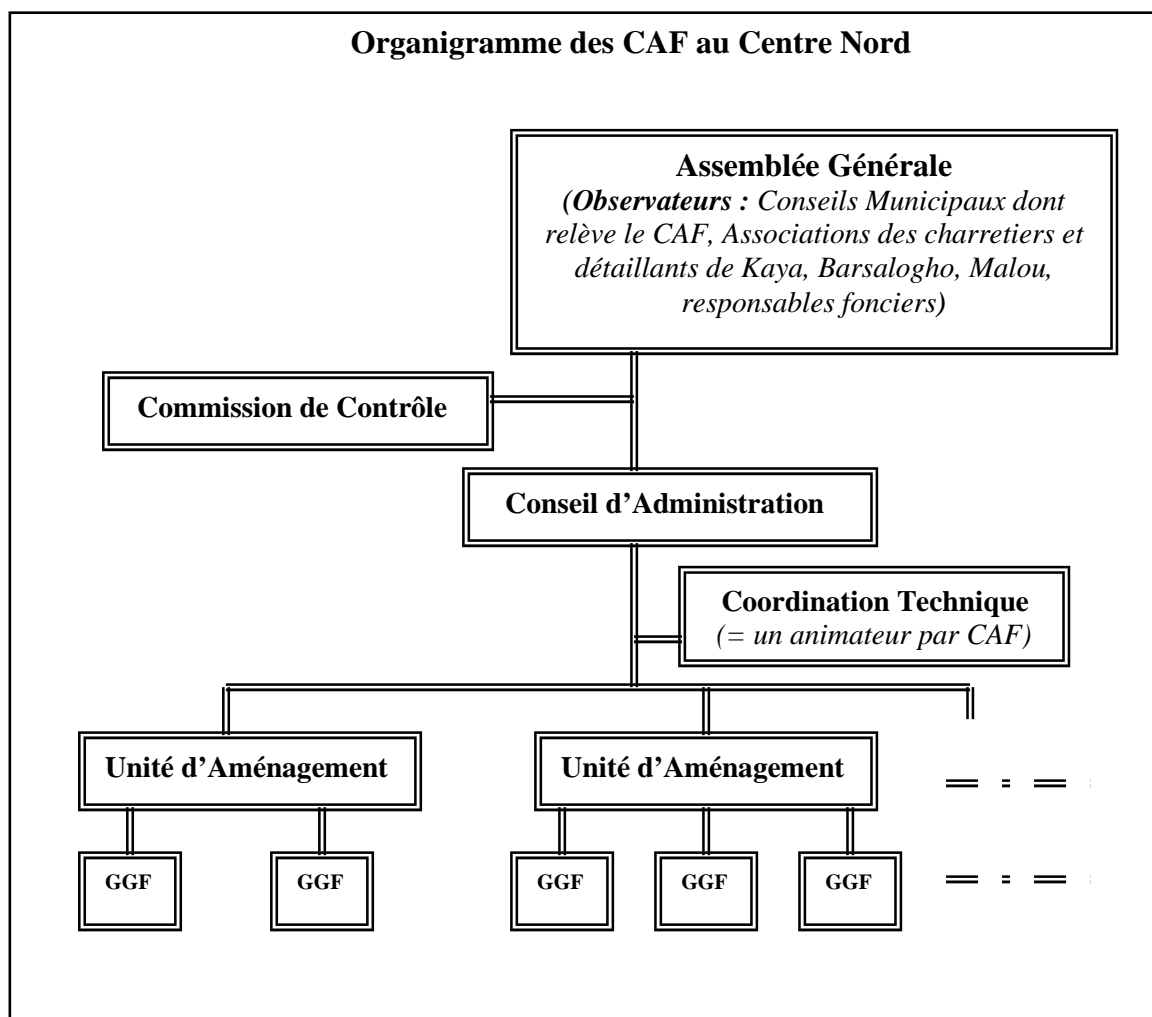 Organigramme des CAF au Centre Nord
Assemblée Générale
(Observateurs : Conseils Municipaux dont
relève le CAF, Associations des charretiers et
détaillants de Kaya, Barsalogho, Malou,
responsables fonciers)
Commission de Contrôle
Conseil d’Administration
Coordination Technique
(= un animateur par CAF)
Unité d’Aménagement
Unité d’Aménagement
GGF
GGF
GGF
GGF
GGF